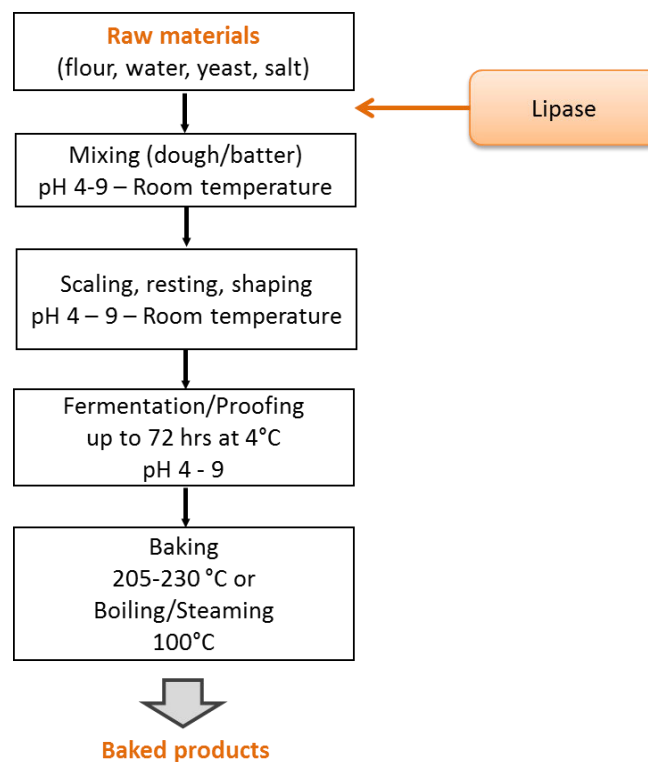 Raw materials
(flour, water, yeast, salt)
Lipase
Mixing (dough/batter)
pH 4-9 – Room temperature
Scaling, resting, shaping
pH 4 – 9 – Room temperature
Fermentation/Proofing
up to 72 hrs at 4°C
pH 4 - 9
Baking
205-230 °C or
Boiling/Steaming
100°C
Baked products